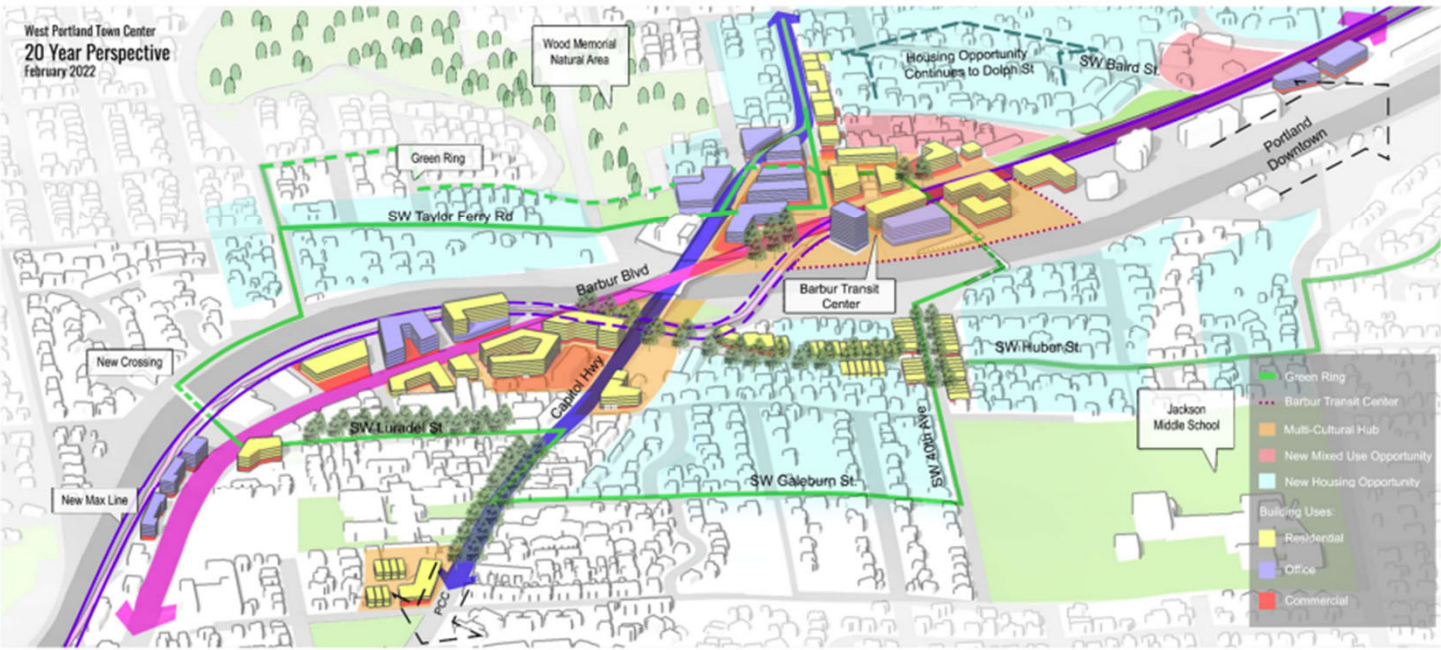 West Portland Town Center
20 Year Perspective
February 2022
Wood Memorial
Natural Area
Housing Opportunity
Continues to Dolph St
SW Baird St.
Green Ring
Portland
Downtown
SW Taylor Ferry Rd
Barbur Blvd
Barbur Transit
Center
New Crossing
SW Huber St.
Capitol Hwy
Green Ring
Barbur Transit Center
Multi-Cultural Hub
New Mixed Use Opportunity
New Housing Opportunity
Building Uses:
Residential
Office
Commercial
Jackson
Middle School
SW Luradel St
SW 40th Ave
SW Galeburn St.
New Max Line
PCC